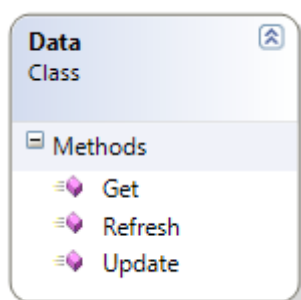 Data
Class
Methods
Get
Refresh
Update